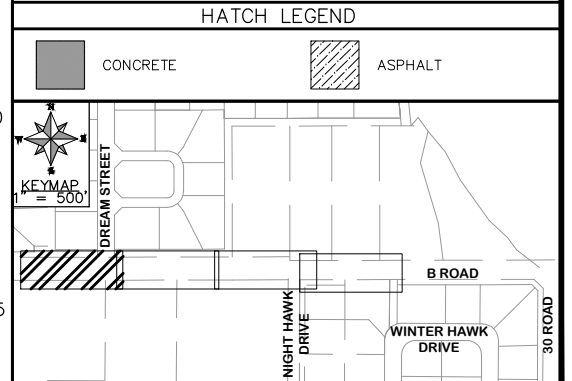 HATCH LEGEND
CONCRETE
ASPHALT
KEYMAP
1" = 500'
DREAM STREET
B ROAD
NIGHT HAWK
DRIVE
WINTER HAWK
DRIVE
30 ROAD